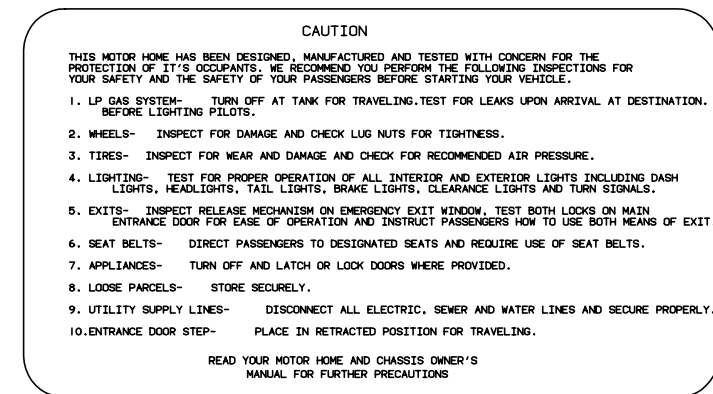 CAUTION
THIS MOTOR HOME HAS BEEN DESIGNED, MANUFACTURED AND TESTED WITH CONCERN FOR THE
PROTECTION OF IT'S OCCUPANTS. WE RECOMMEND YOU PERFORM THE FOLLOWING INSPECTIONS FOR
YOUR SAFETY AND THE SAFETY OF YOUR PASSENGERS BEFORE STARTING YOUR VEHICLE.
1. LP GAS SYSTEM- TURN OFF AT TANK FOR TRAVELING.TEST FOR LEAKS UPON ARRIVAL AT DESTINATION.
BEFORE LIGHTING PILOTS.
2. WHEELS- INSPECT FOR DAMAGE AND CHECK LUG NUTS FOR TIGHTNESS.
3. TIRES- INSPECT FOR WEAR AND DAMAGE AND CHECK FOR RECOMMENDED AIR PRESSURE.
4. LIGHTING- TEST FOR PROPER OPERATION OF ALL INTERIOR AND EXTERIOR LIGHTS INCLUDING DASH
LIGHTS, HEADLIGHTS, TAIL LIGHTS, BRAKE LIGHTS, CLEARANCE LIGHTS AND TURN SIGNALS.
5. EXITS- INSPECT RELEASE MECHANISM ON EMERGENCY EXIT WINDOW, TEST BOTH LOCKS ON MAIN
ENTRANCE DOOR FOR EASE OF OPERATION AND INSTRUCT PASSENGERS HOW TO USE BOTH MEANS OF EXIT
6. SEAT BELTS- DIRECT PASSENGERS TO DESIGNATED SEATS AND REQUIRE USE OF SEAT BELTS.
7. APPLIANCES- TURN OFF AND LATCH OR LOCK DOORS WHERE PROVIDED.
8. LOOSE PARCELS- STORE SECURELY.
9. UTILITY SUPPLY LINES- DISCONNECT ALL ELECTRIC, SEWER AND WATER LINES AND SECURE PROPERLY.
10.ENTRANCE DOOR STEP- PLACE IN RETRACTED POSITION FOR TRAVELING.
READ YOUR MOTOR HOME AND CHASSIS OWNER'S
MANUAL FOR FURTHER PRECAUTIONS